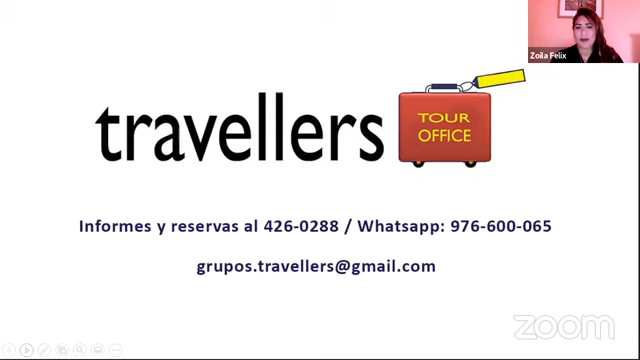 Zoila Felix
travellers
TOUR
OFFICE
Informes y reservas al 426-0288 / Whatsapp: 976-600-065
grupos.travellers@gmail.com
zoom